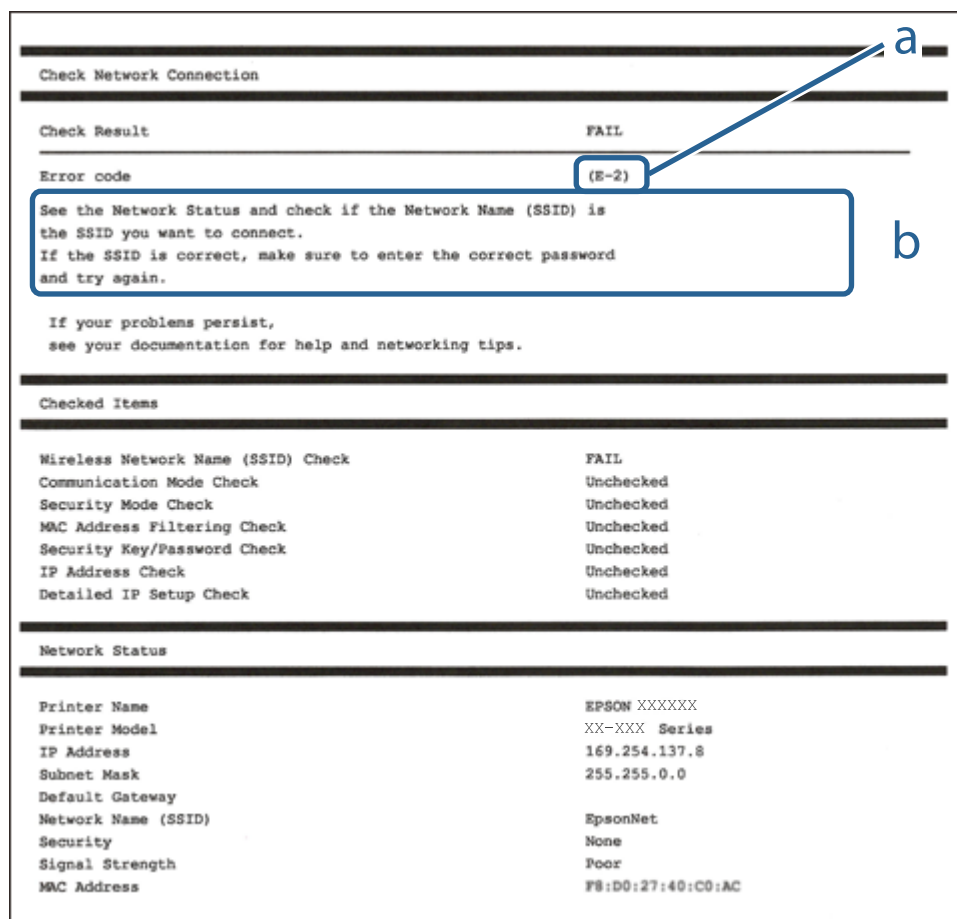 a
Check Network Connection
Check Result FAIL
Error code (E-2)
See the Network Status and check if the Network Name (SSID) is
the SSID you want to connect.
If the SSID is correct, make sure to enter the correct password
and try again.
b
If your problems persist,
see your documentation for help and networking tips.
Checked Items
Wireless Network Name (SSID) Check FAIL
Communication Mode Check Unchecked
Security Mode Check Unchecked
MAC Address Filtering Check Unchecked
Security Key/Password Check Unchecked
IP Address Check Unchecked
Detailed IP Setup Check Unchecked
Network Status
Printer Name EPSON XXXXXX
Printer Model XX-XXX Series
IP Address 169.254.137.8
Subnet Mask 255.255.0.0
Default Gateway
Network Name (SSID) EpsonNet
Security None
Signal Strength Poor
MAC Address F8:D0:27:40:C0:AC